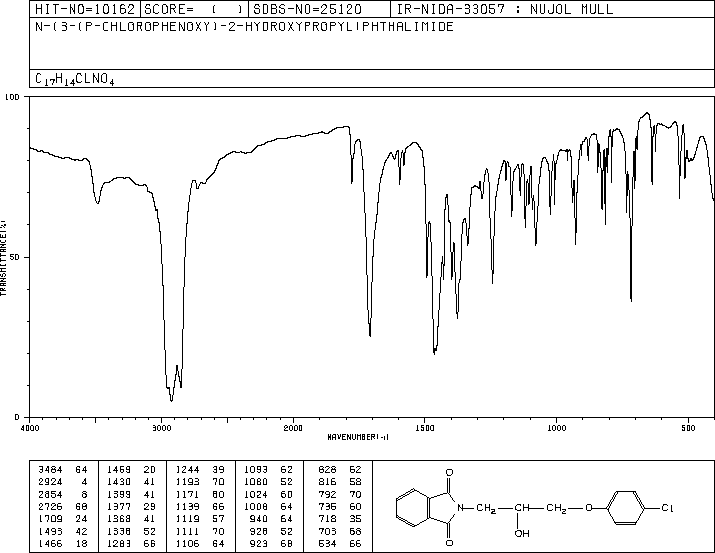 HIT-NO=10162 SCORE= ( ) SDBS-NO=25120 IR-NIDA-33057 : NUJOL MULL
N-(3-(P-CHLOROPHENOXY)-2-HYDROXYPROPYL)PHTHALIMIDE
C17H14CLNO4
100
50
0
TRANSMITTANCE(%)
4000 3000 2000 1500 1000 500
WAVENUMBER(-1)
3484 64 1459 20 1244 39 1093 62 828 62
2924 4 1430 41 1193 70 1080 52 816 58
2854 8 1399 41 1171 60 1024 60 792 70
2726 68 1377 29 1139 66 1008 64 735 60
1709 24 1368 41 1119 57 940 64 718 35
1493 42 1338 52 1111 70 928 52 703 58
1466 18 1283 66 1106 64 923 68 534 66
O
N CH2 CH CH2 O Cl
O
OH